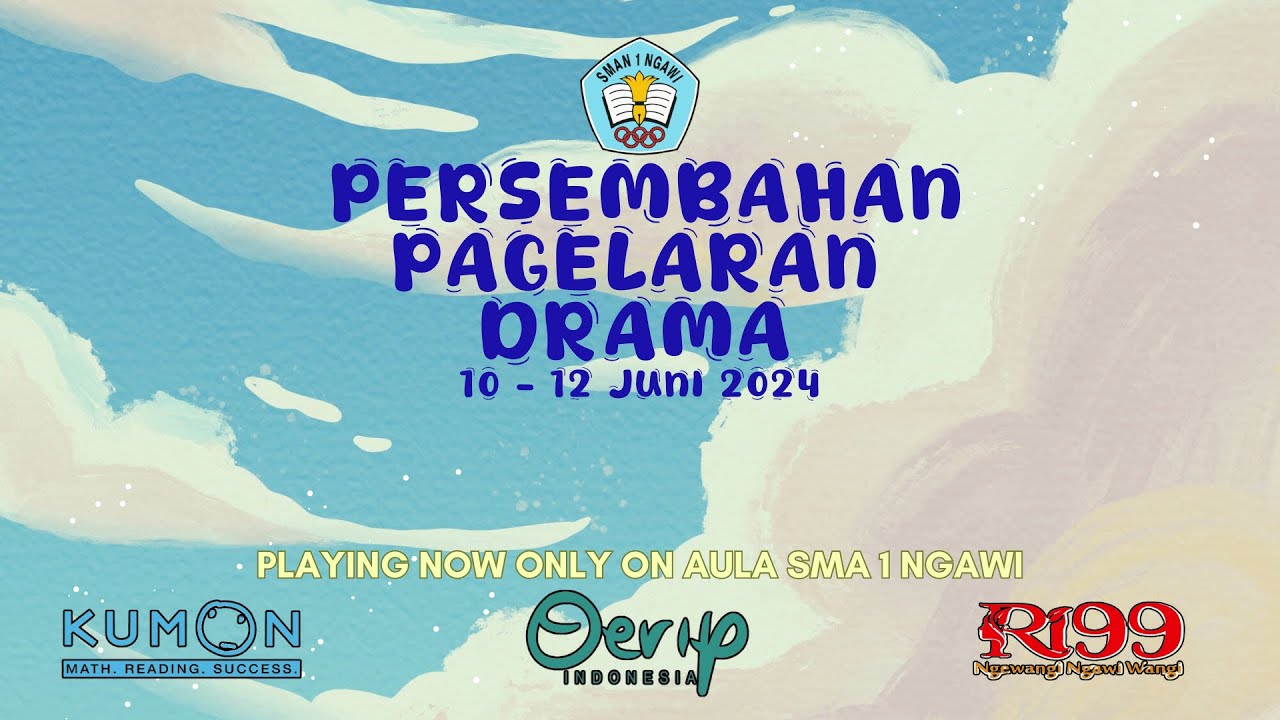 SMAN 1 NGAWI
PERSEMBAHAN
PAGELARAN
DRAMA
10 - 12 Juni 2024
PLAYING NOW ONLY ON AULA SMA 1 NGAWI
KUMON
MATH. READING. SUCCESS.
Oerip
INDONESIA
Ri99
Ngewangi Ngawi Wangi